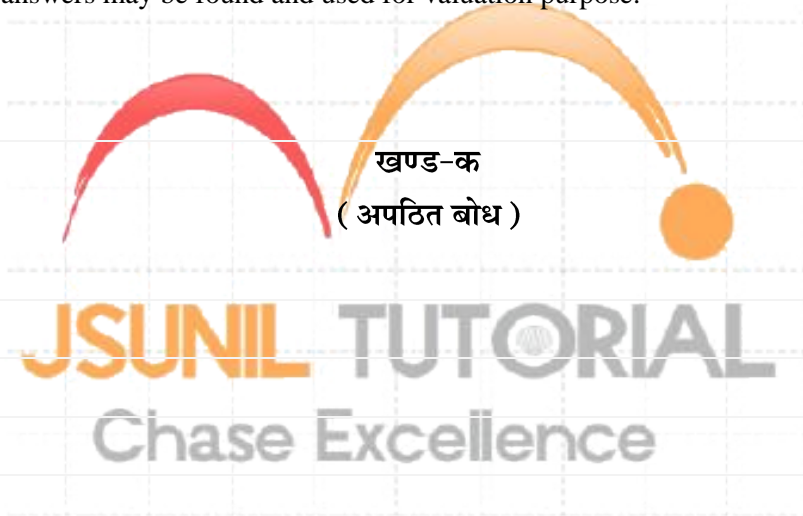 answers may be found and used for valuation purpose.
खण्ड-क
( अपठित बोध )
JSUNIL TUTORIAL
Chase Excellence